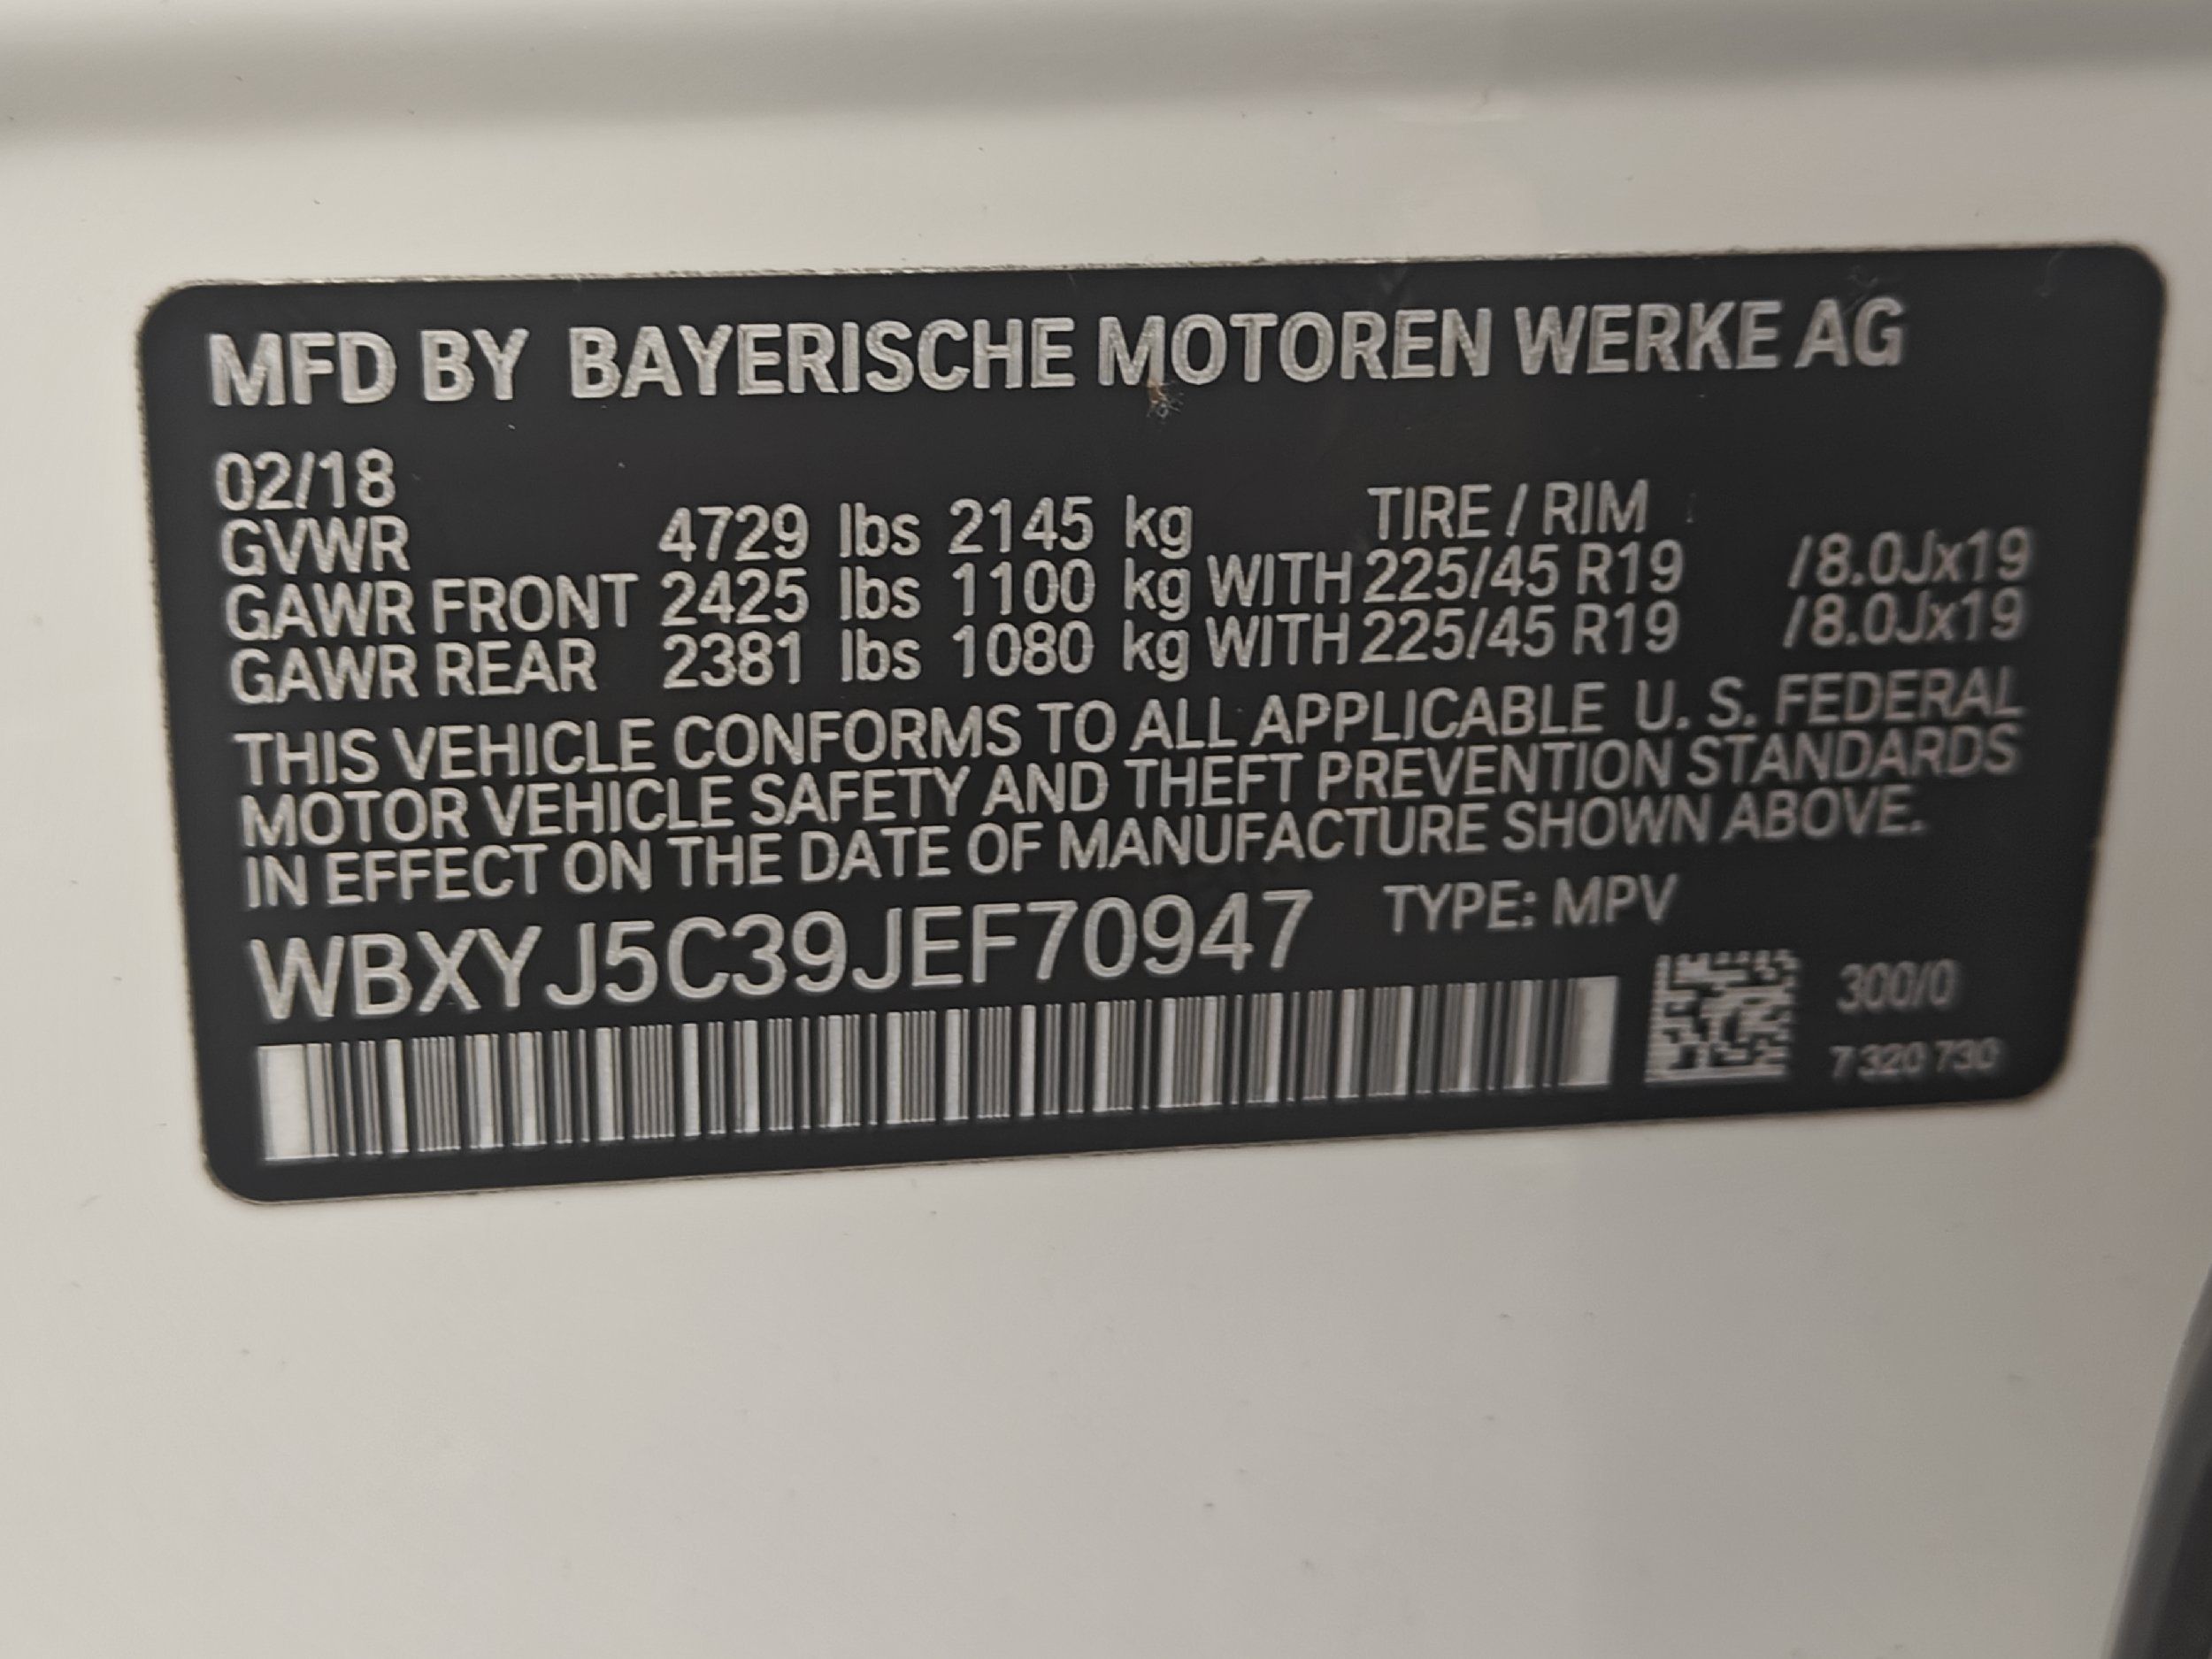 MFD BY BAYERISCHE MOTOREN WERKE AG
02/18
TIRE / RIM
GVWR 4729 lbs 2145 kg
GAWR FRONT 2425 lbs 1100 kg WITH 225/45 R19 /8.0Jx19
GAWR REAR 2381 lbs 1080 kg WITH 225/45 R19 /8.0Jx19
THIS VEHICLE CONFORMS TO ALL APPLICABLE U. S. FEDERAL
MOTOR VEHICLE SAFETY AND THEFT PREVENTION STANDARDS
IN EFFECT ON THE DATE OF MANUFACTURE SHOWN ABOVE.
WBXYJ5C39JEF70947 TYPE: MPV
300/0
7 320 730